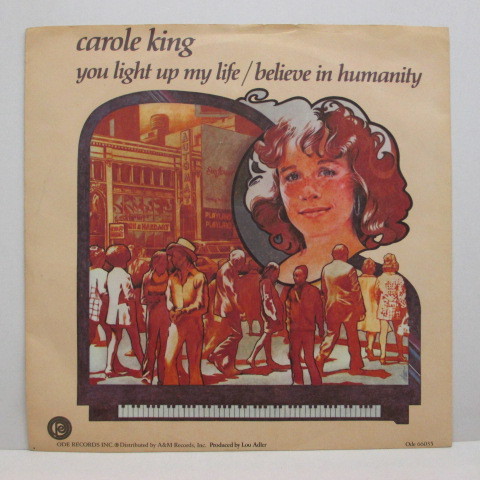 carole king
you light up my life / believe in humanity
ODE RECORDS INC. Distributed by A&M Records, Inc. Produced by Lou Adler
Ode-66035